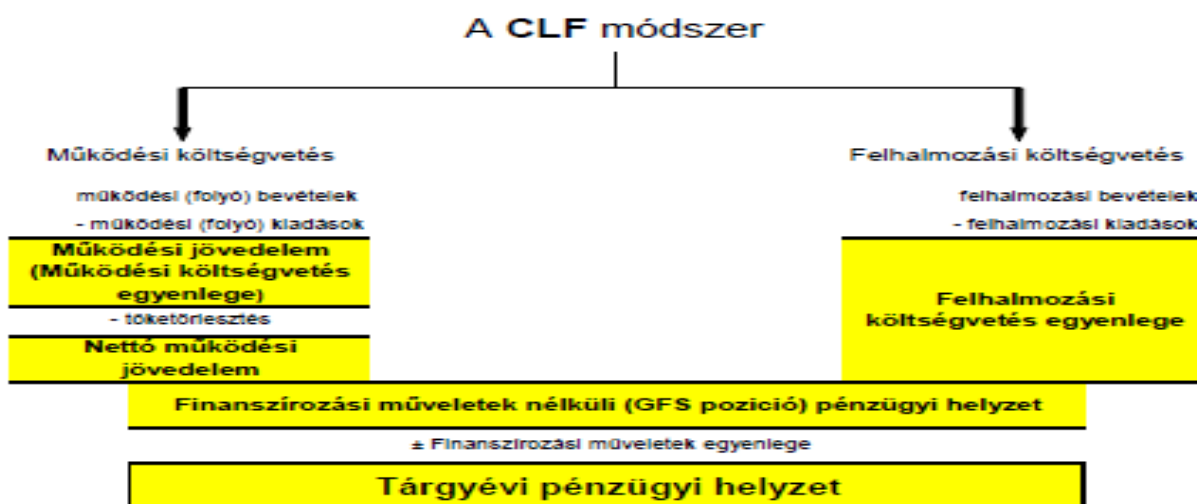 A CLF módszer
Működési költségvetés
működési (folyó) bevételek
- működési (folyó) kiadások
Működési jövedelem
(Működési költségvetés
egyenlege)
- tőketörlesztés
Nettó működési
jövedelem
Felhalmozási költségvetés
felhalmozási bevételek
- felhalmozási kiadások
Felhalmozási
költségvetés egyenlege
Finanszírozási műveletek nélküli (GFS pozíció) pénzügyi helyzet
± Finanszírozási műveletek egyenlege
Tárgyévi pénzügyi helyzet